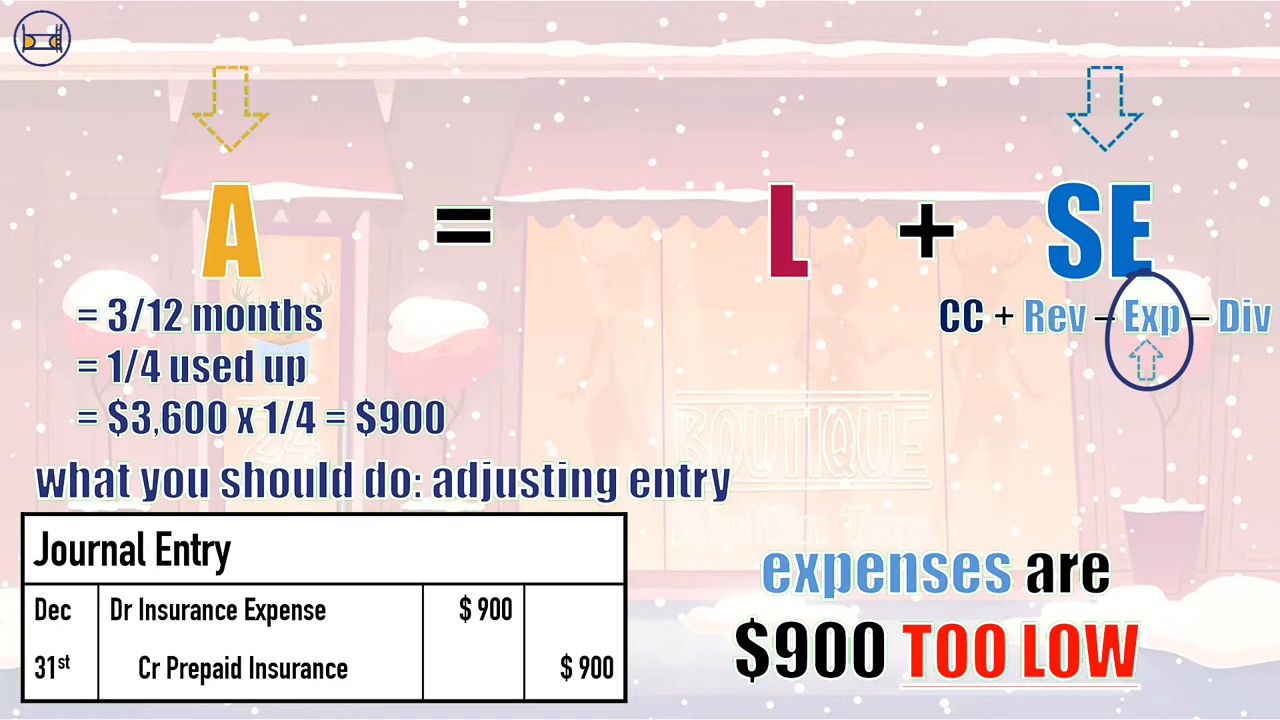 A = L + SE
CC + Rev – Exp – Div
= 3/12 months
= 1/4 used up
= $3,600 x 1/4 = $900
24
BOUTIQUE
what you should do: adjusting entry
Journal Entry
Dec Dr Insurance Expense $ 900
31st Cr Prepaid Insurance $ 900
expenses are
$900 TOO LOW